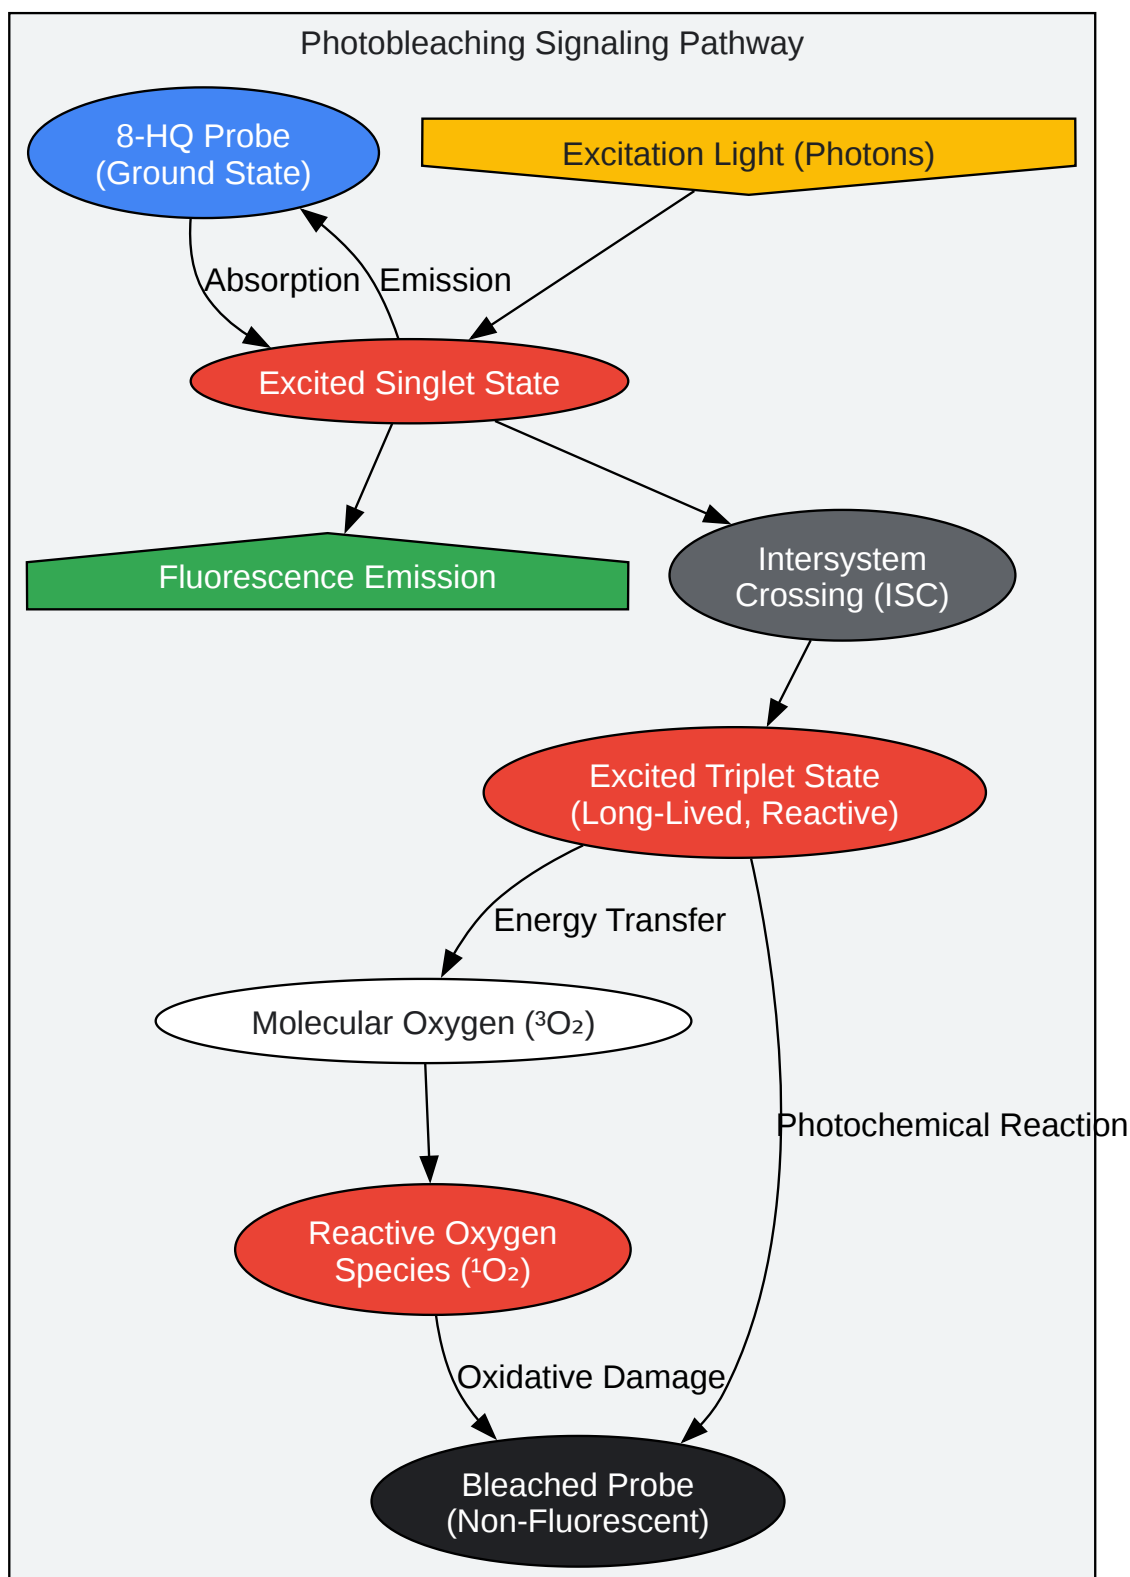 Photobleaching Signaling Pathway
8-HQ Probe
(Ground State)
Excitation Light (Photons)
Absorption
Emission
Excited Singlet State
Fluorescence Emission
Intersystem
Crossing (ISC)
Excited Triplet State
(Long-Lived, Reactive)
Energy Transfer
Molecular Oxygen (³O₂)
Photochemical Reaction
Reactive Oxygen
Species (¹O₂)
Oxidative Damage
Bleached Probe
(Non-Fluorescent)